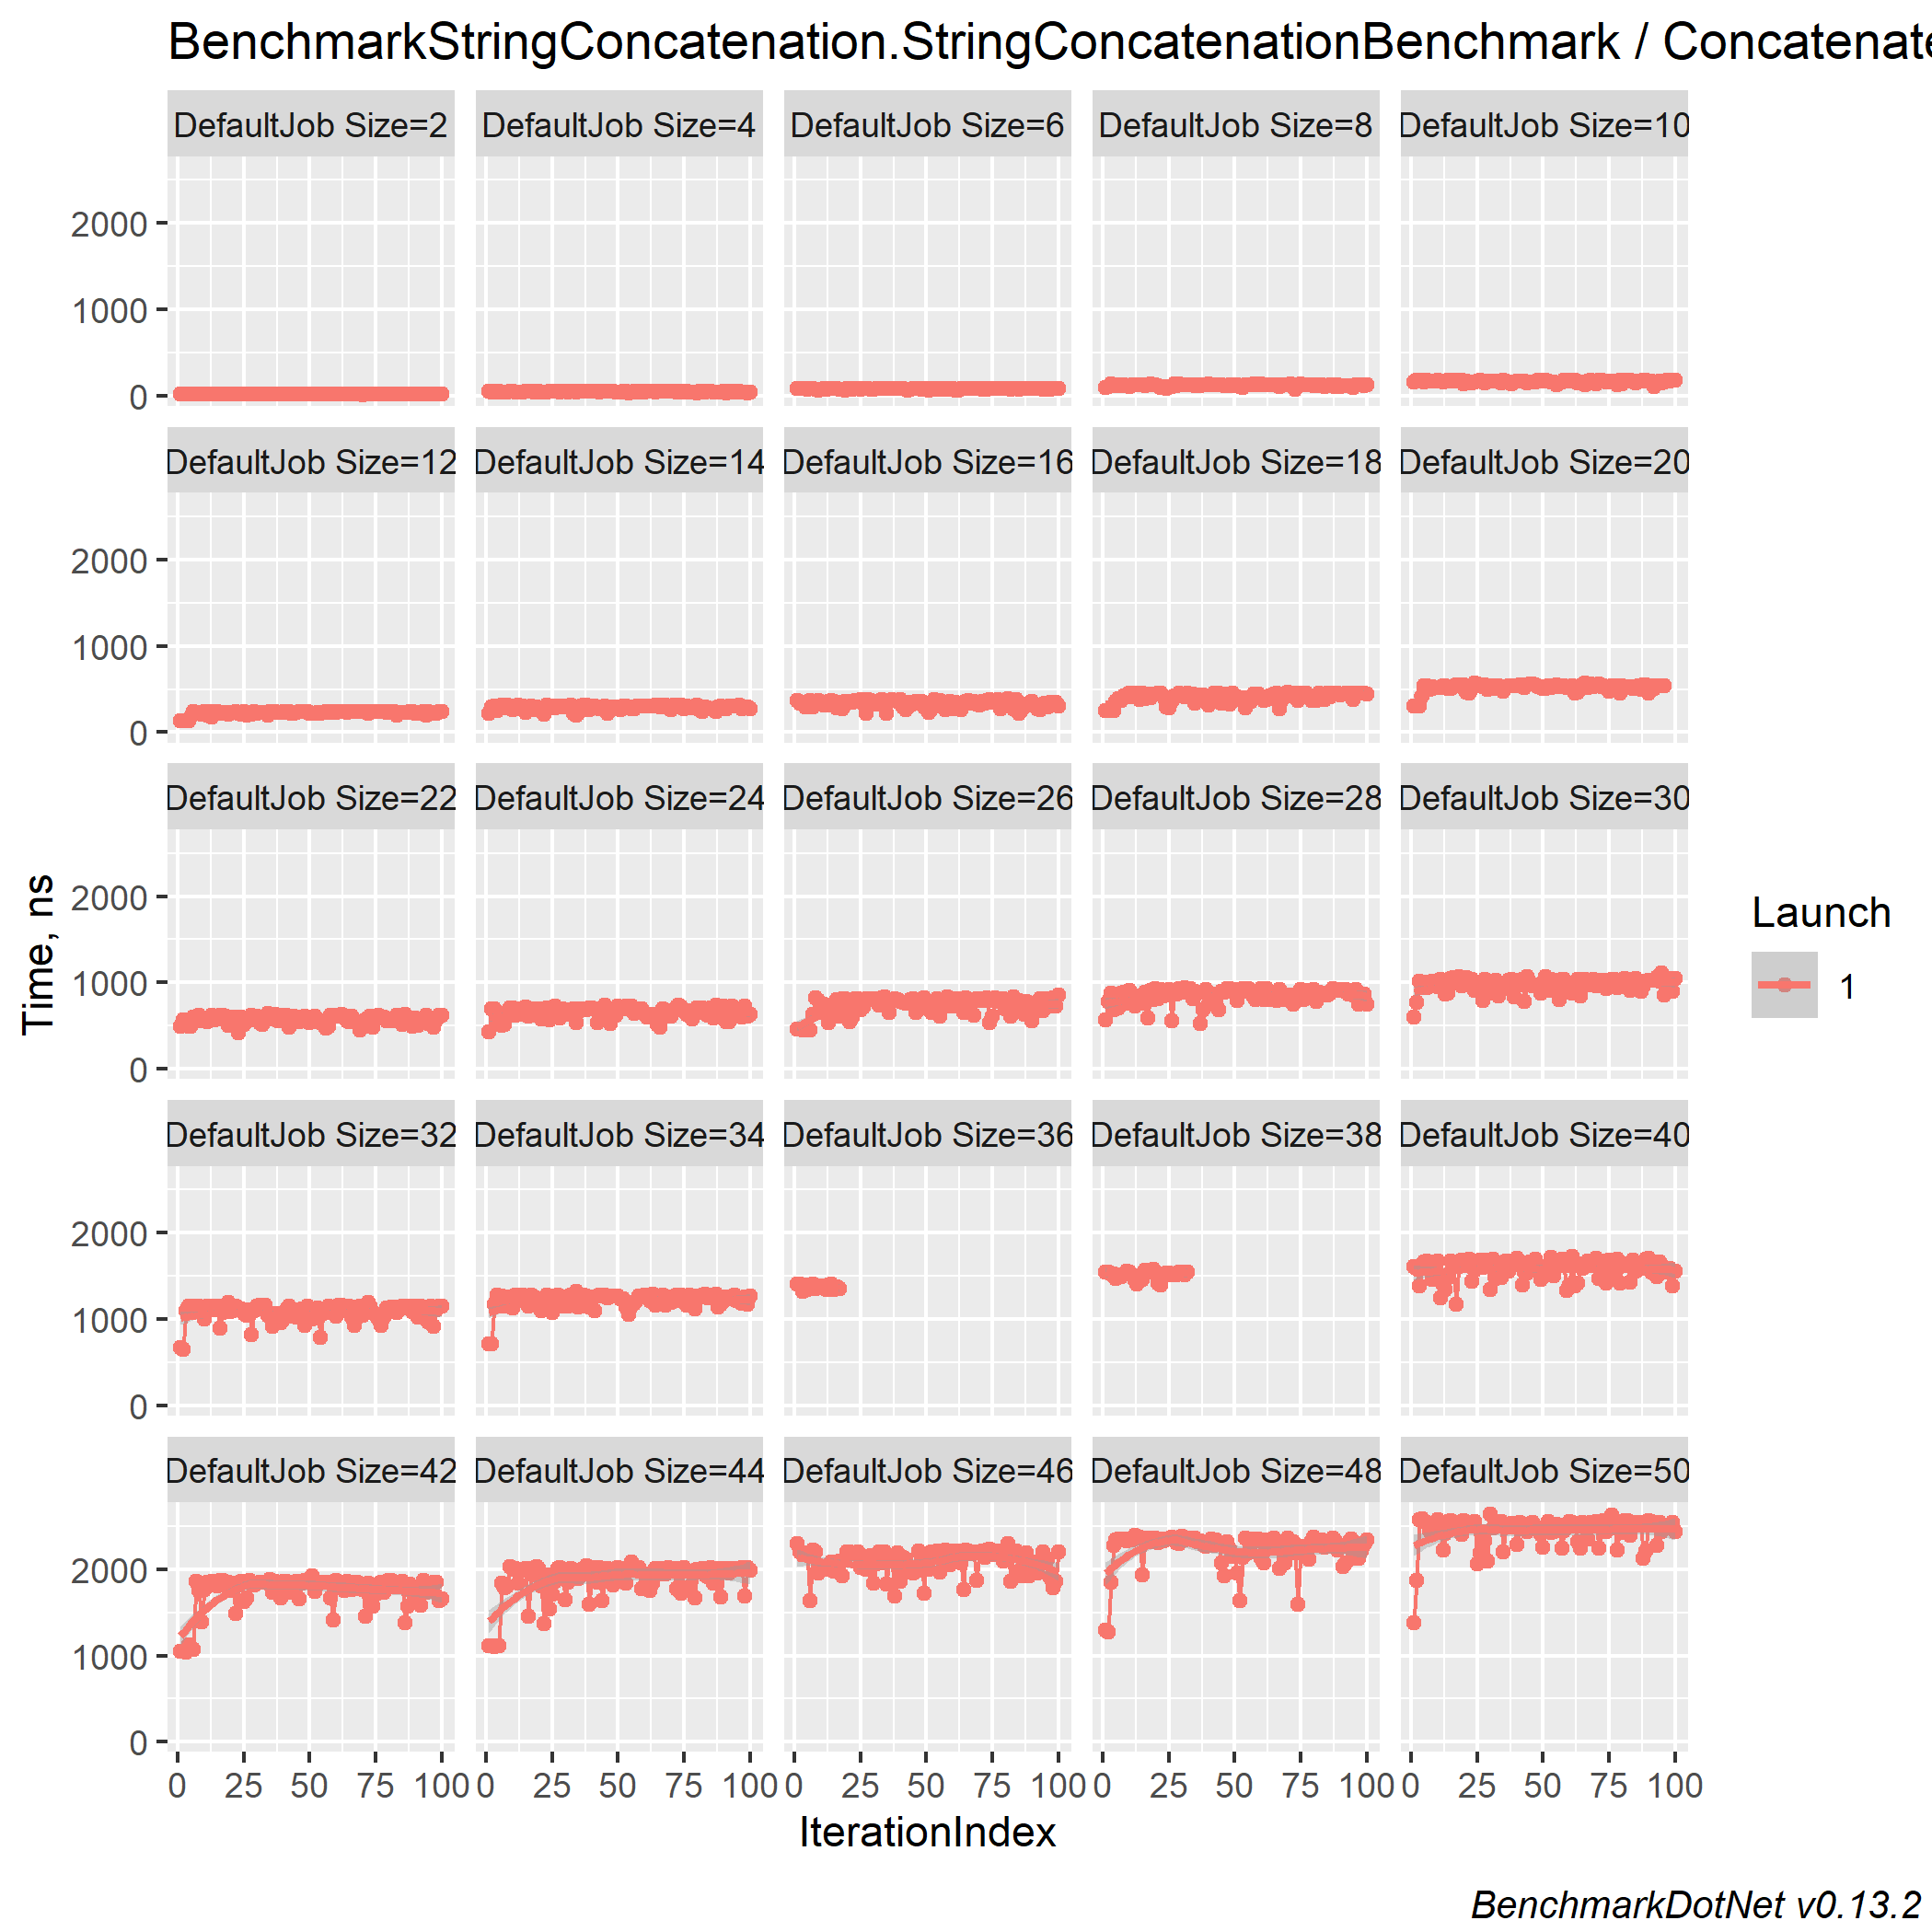 BenchmarkStringConcatenation.StringConcatenationBenchmark / Concatenate
DefaultJob Size=2 DefaultJob Size=4 DefaultJob Size=6 DefaultJob Size=8 DefaultJob Size=10
2000
1000
0
DefaultJob Size=12 DefaultJob Size=14 DefaultJob Size=16 DefaultJob Size=18 DefaultJob Size=20
2000
1000
0
DefaultJob Size=22 DefaultJob Size=24 DefaultJob Size=26 DefaultJob Size=28 DefaultJob Size=30
2000
1000
0
DefaultJob Size=32 DefaultJob Size=34 DefaultJob Size=36 DefaultJob Size=38 DefaultJob Size=40
2000
1000
0
DefaultJob Size=42 DefaultJob Size=44 DefaultJob Size=46 DefaultJob Size=48 DefaultJob Size=50
2000
1000
0
0 25 50 75 100 0 25 50 75 100 0 25 50 75 100 0 25 50 75 100 0 25 50 75 100
IterationIndex
Time, ns
Launch
1
BenchmarkDotNet v0.13.2